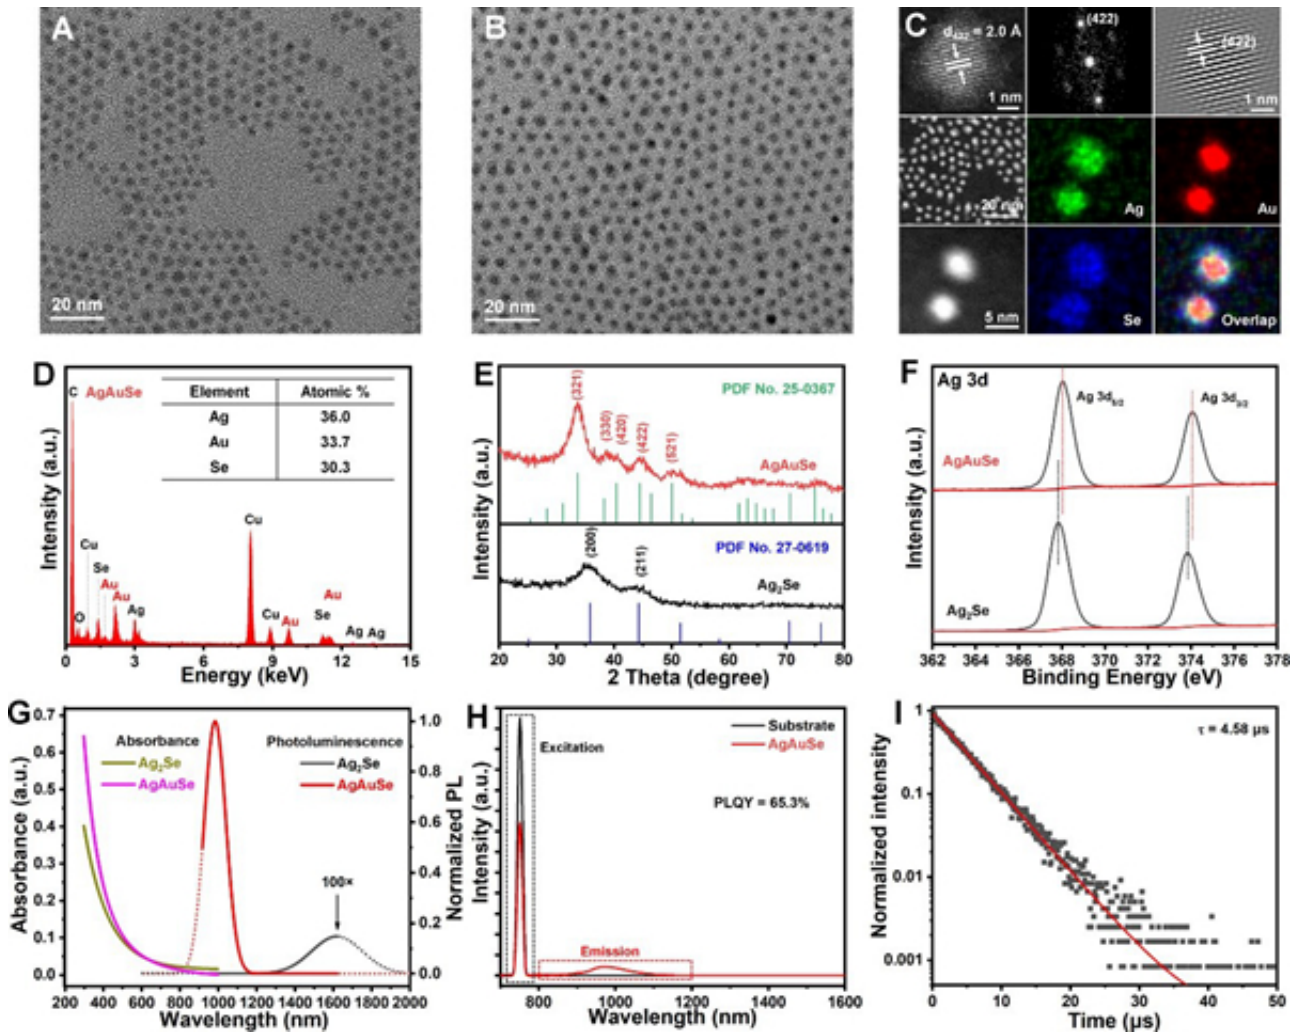 A
20 nm
B
20 nm
C
d422 = 2.0 Å
1 nm
(422)
(422)
1 nm
20 nm
Ag
Au
5 nm
Se
Overlap
D
AgAuSe
Element Atomic %
Ag 36.0
Au 33.7
Se 30.3
C
O
Cu
Se
Au
Au
Ag
Cu
Cu
Au
Se
Au
Ag
Ag
0 3 6 9 12 15
Energy (keV)
Intensity (a.u.)
E
PDF No. 25-0367
(321)
(330)
(420)
(422)
(521)
AgAuSe
PDF No. 27-0619
(200)
(211)
Ag2Se
20 30 40 50 60 70 80
2 Theta (degree)
Intensity (a.u.)
F
Ag 3d
Ag 3d5/2
Ag 3d3/2
AgAuSe
Ag2Se
362 364 366 368 370 372 374 376 378
Binding Energy (eV)
Intensity (a.u.)
G
Absorbance
Ag2Se
AgAuSe
Photoluminescence
Ag2Se
AgAuSe
100×
0.7
0.6
0.5
0.4
0.3
0.2
0.1
0.0
1.0
0.8
0.6
0.4
0.2
0.0
200 400 600 800 1000 1200 1400 1600 1800 2000
Wavelength (nm)
Absorbance (a.u.)
Normalized PL
H
Substrate
AgAuSe
Excitation
PLQY = 65.3%
Emission
800 1000 1200 1400 1600
Wavelength (nm)
Intensity (a.u.)
I
τ = 4.58 μs
1
0.1
0.01
0.001
0 10 20 30 40 50
Time (μs)
Normalized intensity